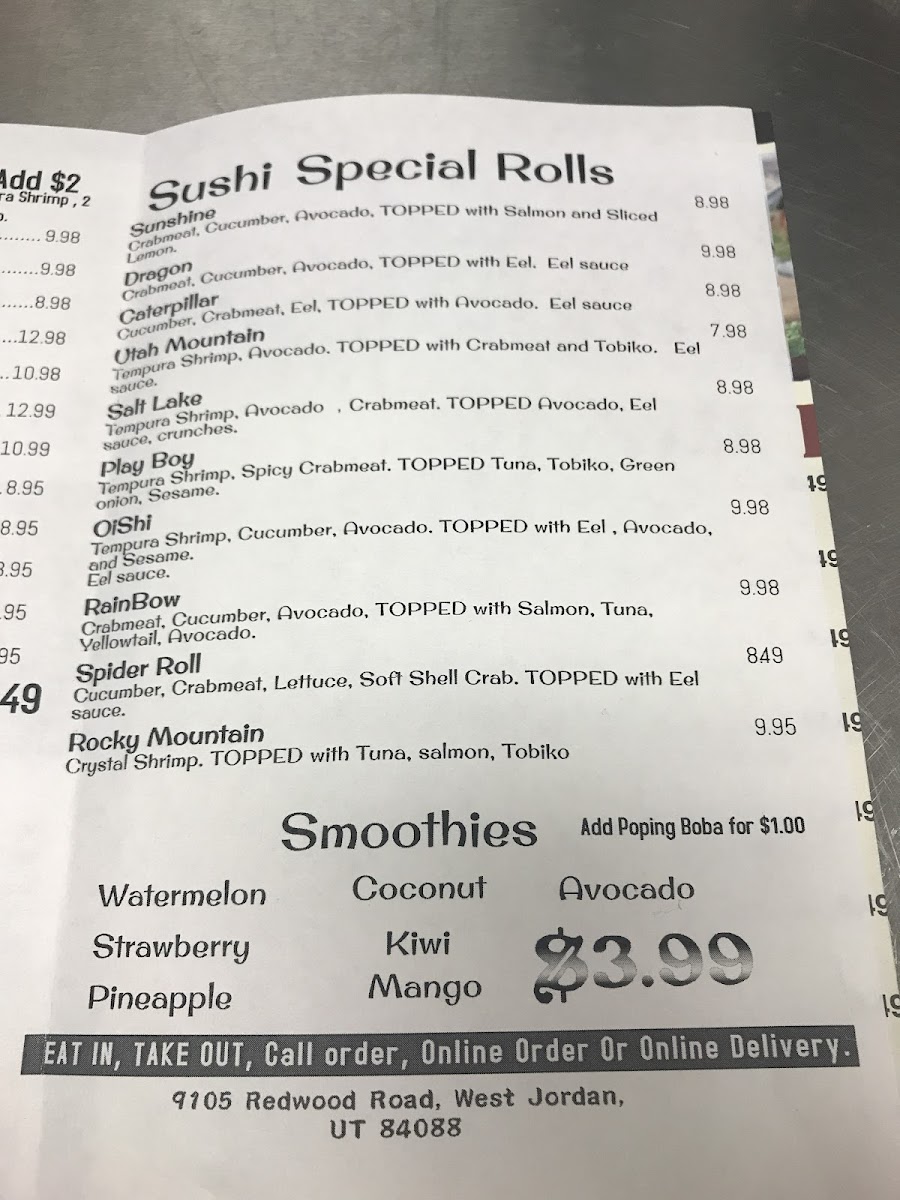 Add $2
ra Shrimp , 2
........ 9.98
.......9.98
......8.98
...12.98
..10.98
12.99
10.99
. 8.95
8.95
8.95
.95
95
49
Sushi Special Rolls
Sunshine 8.98
Crabmeat, Cucumber, Avocado, TOPPED with Salmon and Sliced
Lemon.
Dragon 9.98
Crabmeat, Cucumber, Avocado, TOPPED with Eel. Eel sauce
Caterpillar 8.98
Cucumber, Crabmeat, Eel, TOPPED with Avocado. Eel sauce
Utah Mountain 7.98
Tempura Shrimp, Avocado. TOPPED with Crabmeat and Tobiko. Eel
sauce.
Salt Lake 8.98
Tempura Shrimp, Avocado , Crabmeat. TOPPED Avocado, Eel
sauce, crunches.
Play Boy 8.98
Tempura Shrimp, Spicy Crabmeat. TOPPED Tuna, Tobiko, Green
onion, Sesame.
OiShi 9.98
Tempura Shrimp, Cucumber, Avocado. TOPPED with Eel , Avocado,
and Sesame.
Eel sauce.
RainBow 9.98
Crabmeat, Cucumber, Avocado, TOPPED with Salmon, Tuna,
Yellowtail, Avocado.
Spider Roll 849
Cucumber, Crabmeat, Lettuce, Soft Shell Crab. TOPPED with Eel
sauce.
Rocky Mountain 9.95
Crystal Shrimp. TOPPED with Tuna, salmon, Tobiko
Smoothies Add Poping Boba for $1.00
Watermelon Coconut Avocado
Strawberry Kiwi $3.99
Pineapple Mango
EAT IN, TAKE OUT, Call order, Online Order Or Online Delivery.
9105 Redwood Road, West Jordan,
UT 84088